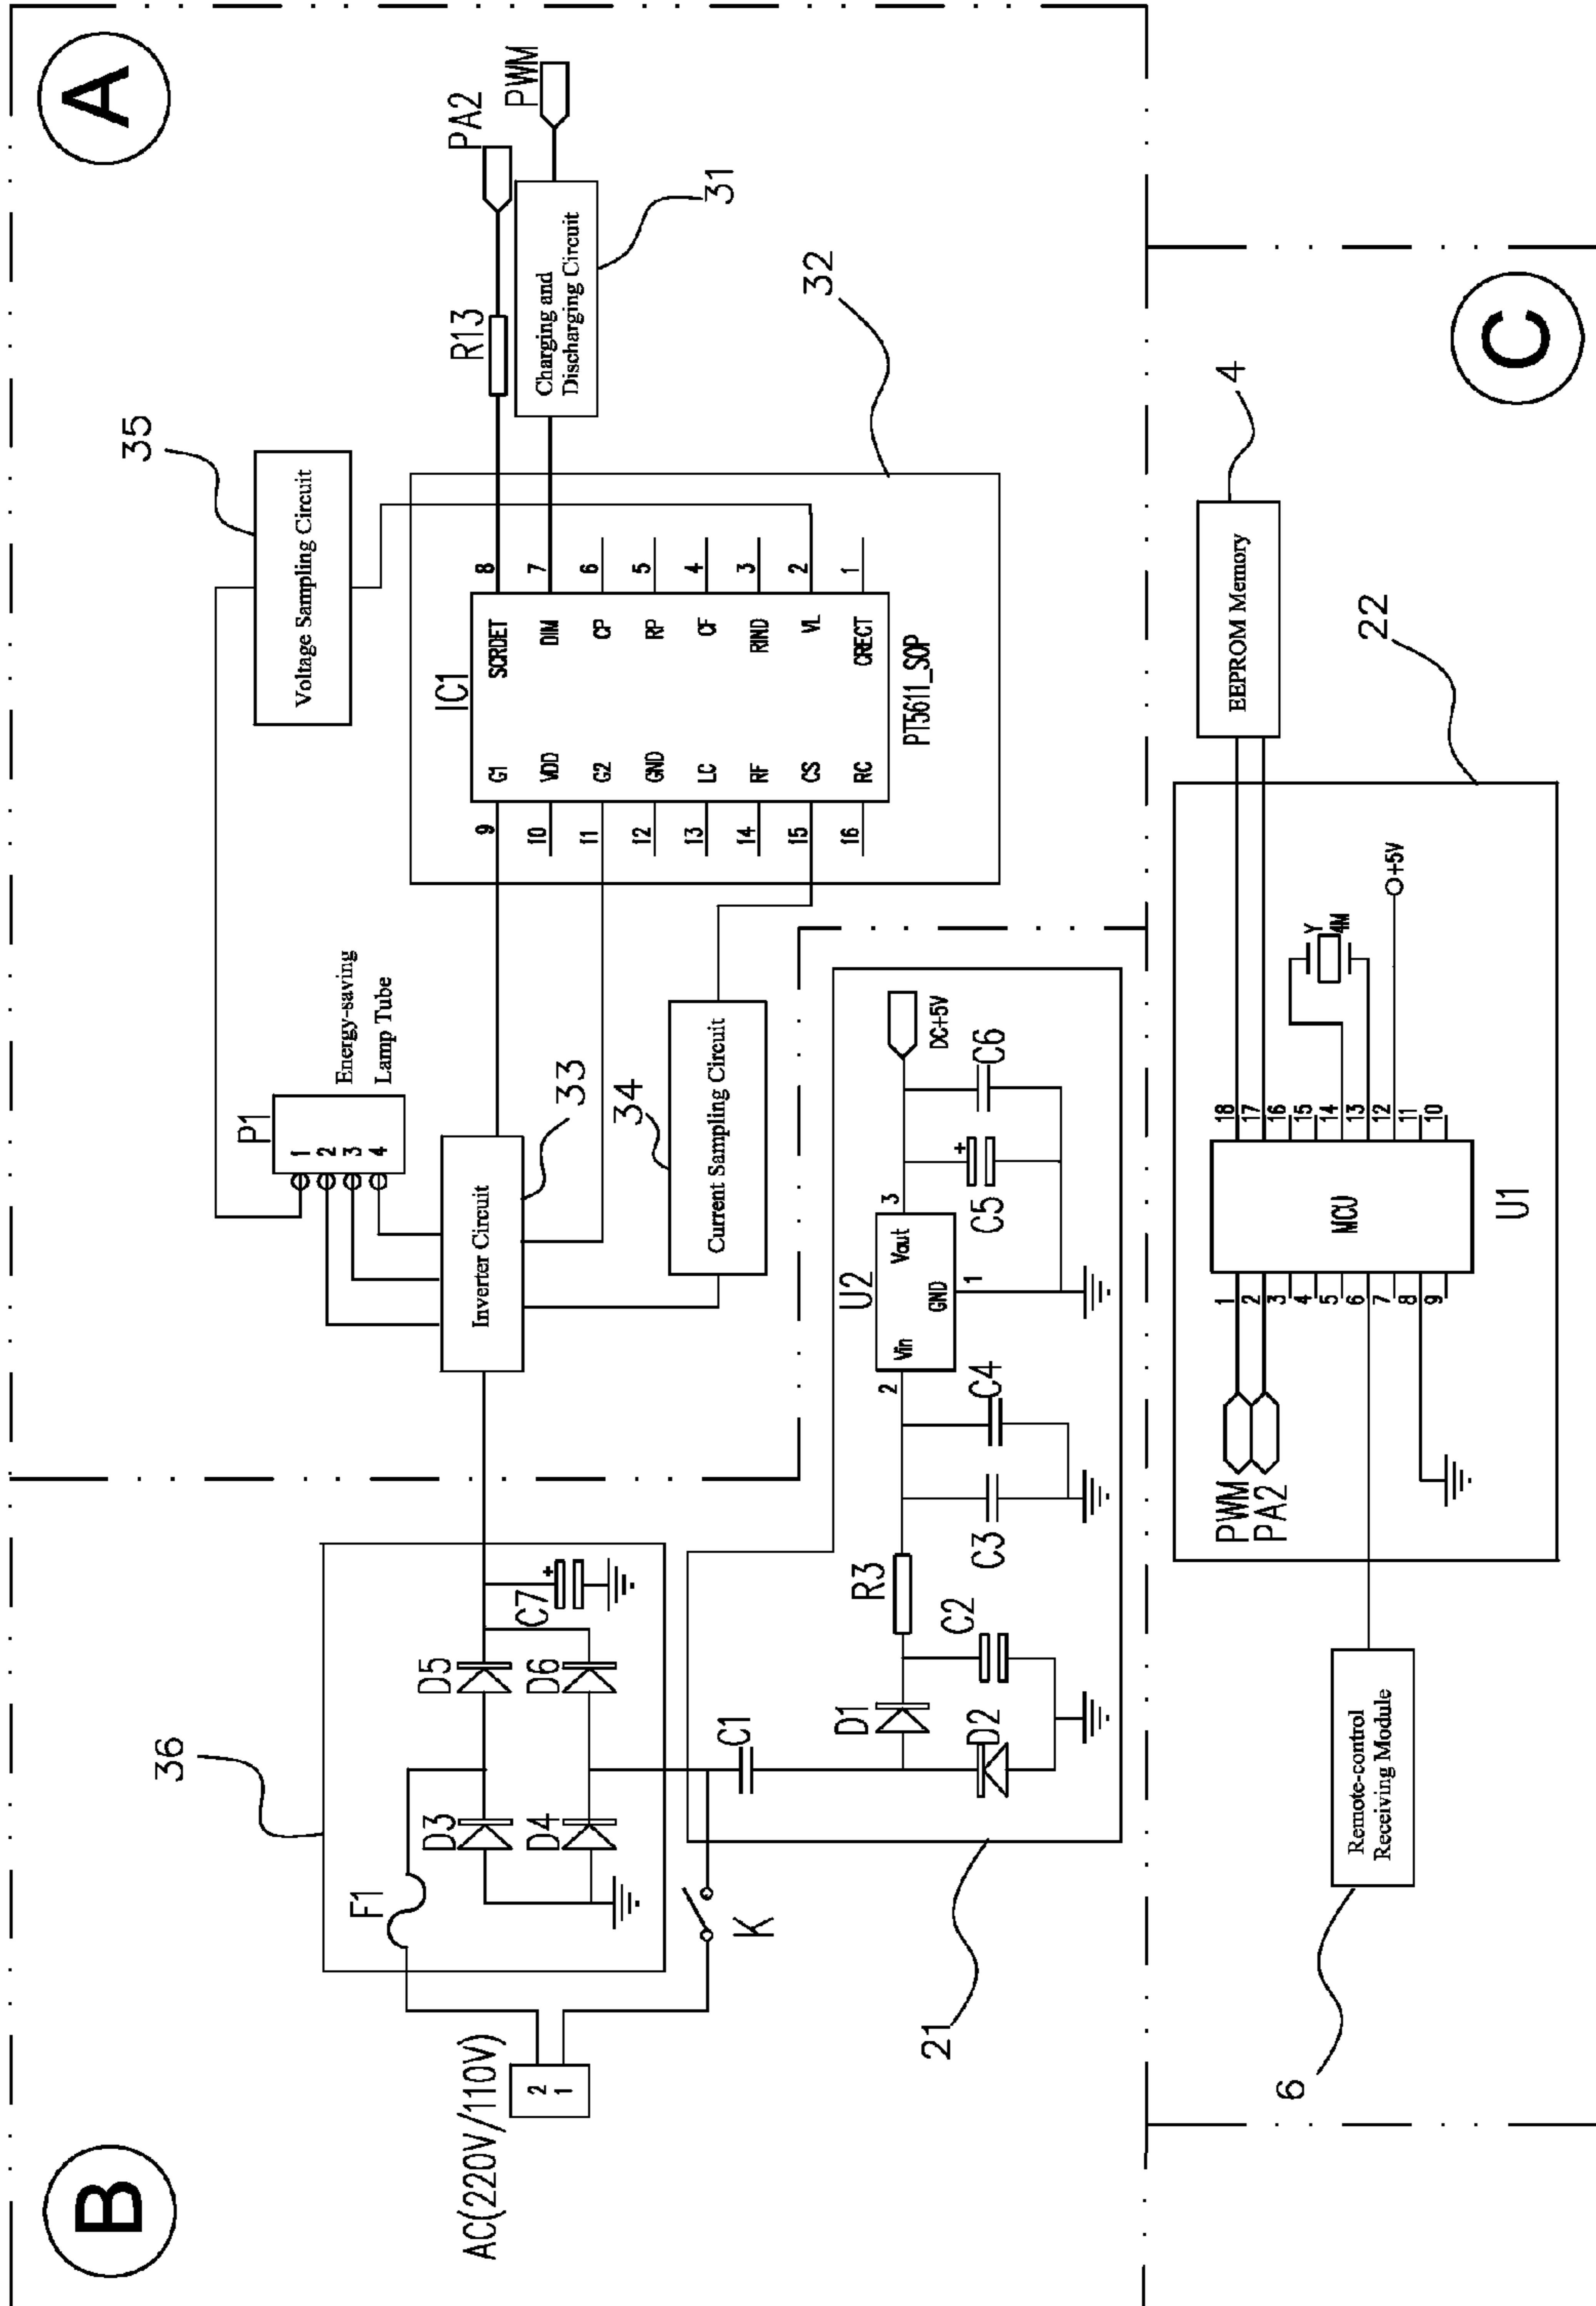 B
A
AC(220V/110V)
2
1
36
F1
D3
D5
D4
D6
C7
+
K
C1
21
D1
D2
C2
R3
C3
C4
U2
Vin
Vout
GND
2
3
1
C5
+
C6
DC+5V
P1
1
2
3
4
Energy-saving
Lamp Tube
Inverter Circuit
33
34
Current Sampling Circuit
35
Voltage Sampling Circuit
IC1
9 G1
10 VDD
11 G2
12 GND
13 LC
14 RF
15 CS
16 RC
SCRDET 8
DIM 7
CP 6
RP 5
CF 4
RIND 3
VL 2
CRECT 1
PT5611_SOP
32
R13
PA2
PWM
Charging and
Discharging Circuit
31
C
6
Remote-control
Receiving Module
PWM
PA2
1
2
3
4
5
6
7
8
9
MCU
U1
18
17
16
15
14
13
12
11
10
Y
4M
+5V
22
EEPROM Memory
4